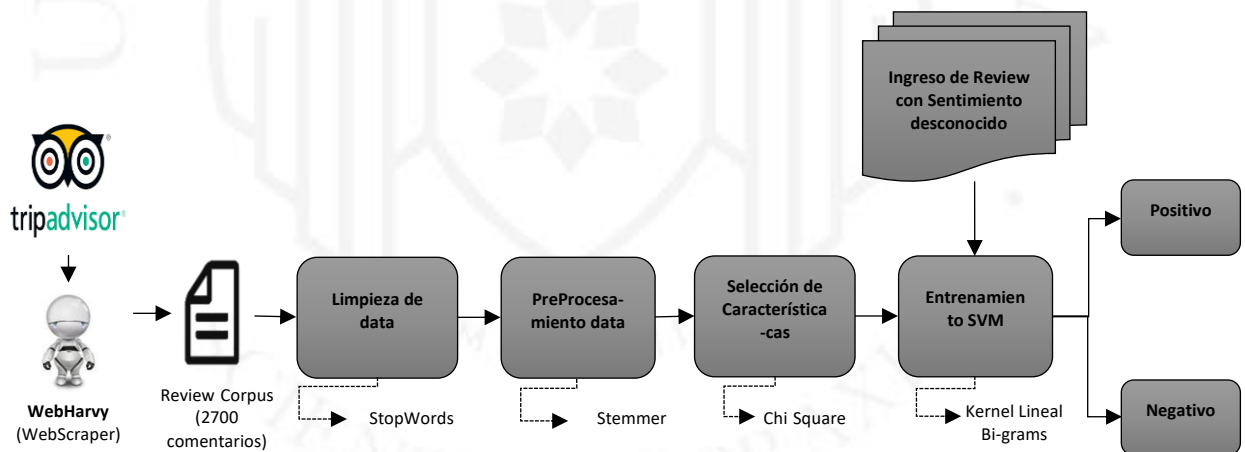 Ingreso de Review
con Sentimiento
desconocido
tripadvisor®
Positivo
Limpieza de
data
PreProcesa-
miento data
Selección de
Característica
-cas
Entrenamien
to SVM
WebHarvy
(WebScraper)
Review Corpus
(2700
comentarios)
StopWords
Stemmer
Chi Square
Kernel Lineal
Bi-grams
Negativo